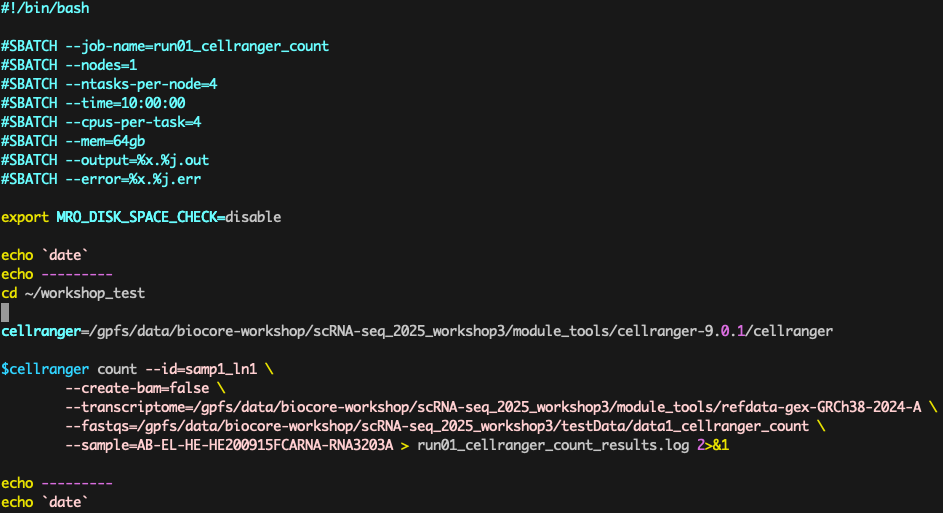 #!/bin/bash
#SBATCH --job-name=run01_cellranger_count
#SBATCH --nodes=1
#SBATCH --ntasks-per-node=4
#SBATCH --time=10:00:00
#SBATCH --cpus-per-task=4
#SBATCH --mem=64gb
#SBATCH --output=%x.%j.out
#SBATCH --error=%x.%j.err
export MRO_DISK_SPACE_CHECK=disable
echo `date`
echo ---------
cd ~/workshop_test
cellranger=/gpfs/data/biocore-workshop/scRNA-seq_2025_workshop3/module_tools/cellranger-9.0.1/cellranger
$cellranger count --id=samp1_ln1 \
--create-bam=false \
--transcriptome=/gpfs/data/biocore-workshop/scRNA-seq_2025_workshop3/module_tools/refdata-gex-GRCh38-2024-A \
--fastqs=/gpfs/data/biocore-workshop/scRNA-seq_2025_workshop3/testData/data1_cellranger_count \
--sample=AB-EL-HE-HE200915FCARNA-RNA3203A > run01_cellranger_count_results.log 2>&1
echo ---------
echo `date`